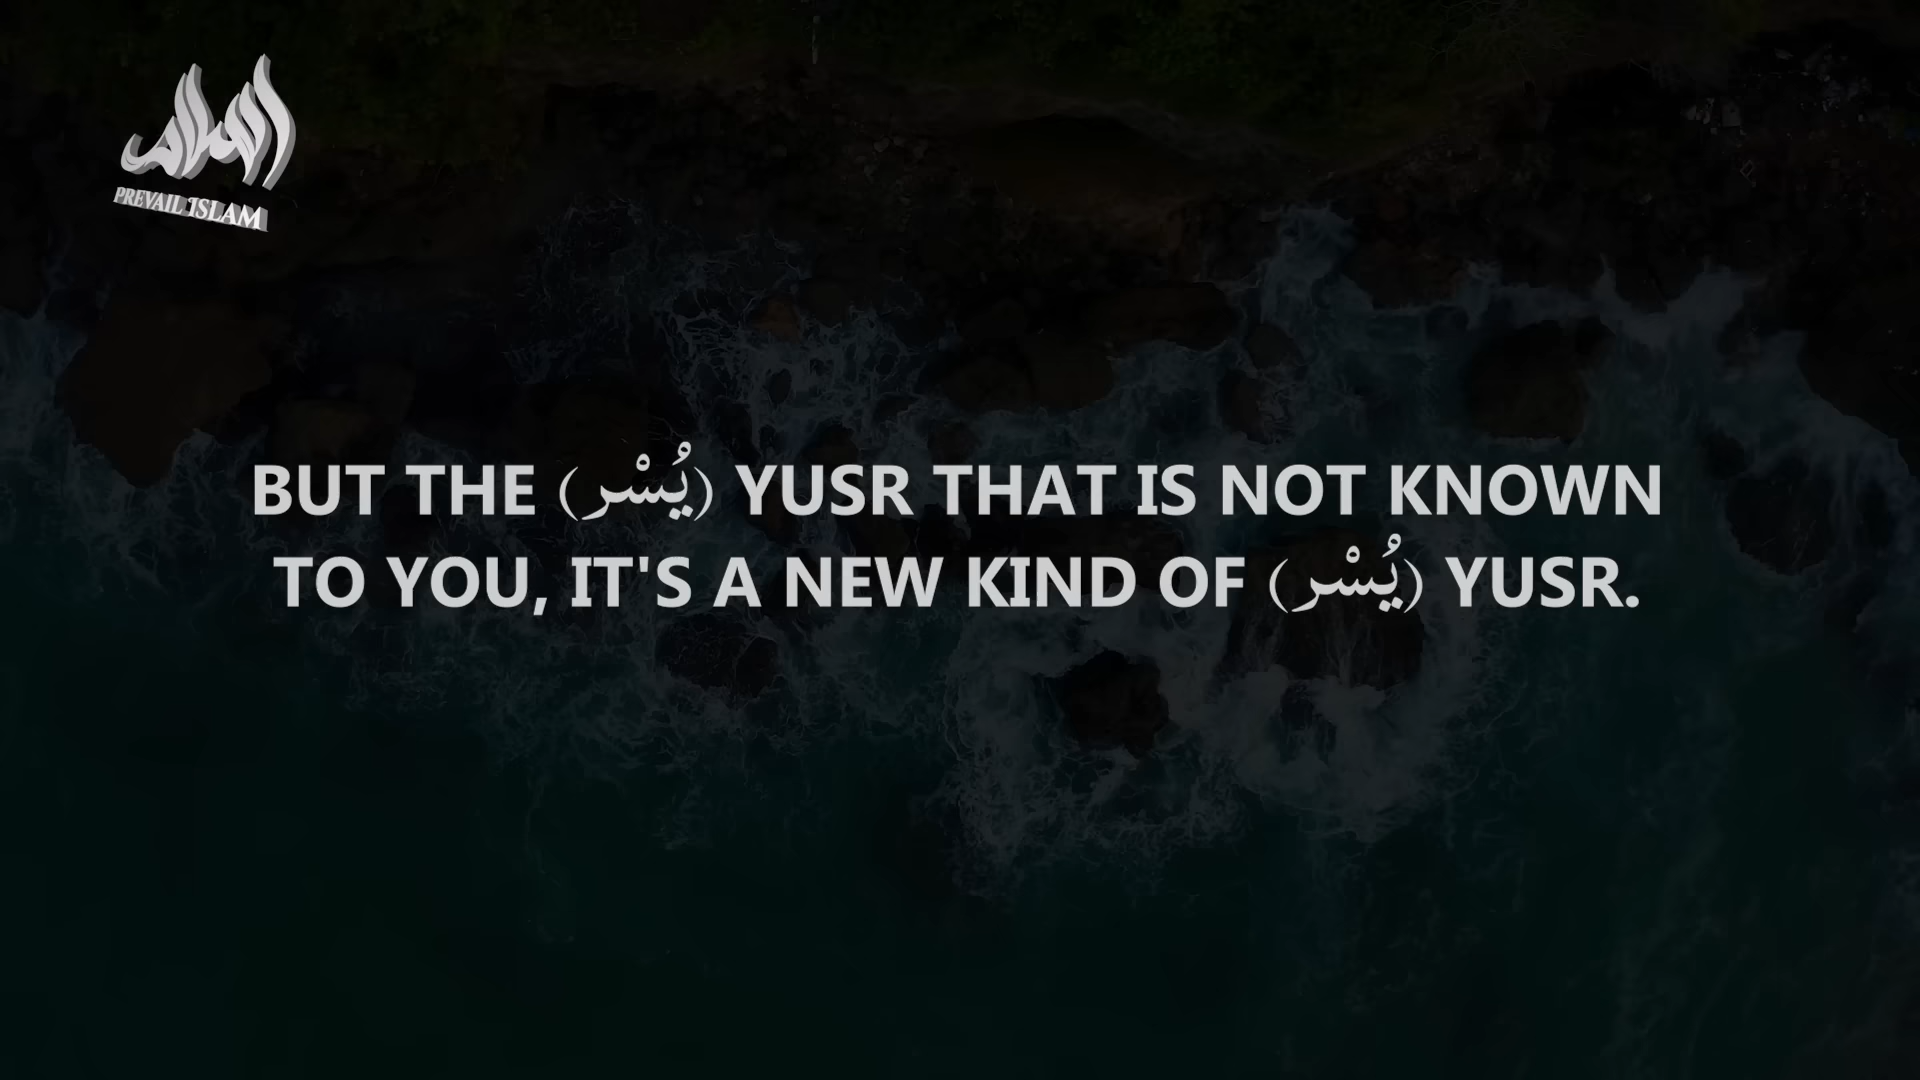 PREVAIL ISLAM
BUT THE (يُسْر) YUSR THAT IS NOT KNOWN
TO YOU, IT'S A NEW KIND OF (يُسْر) YUSR.